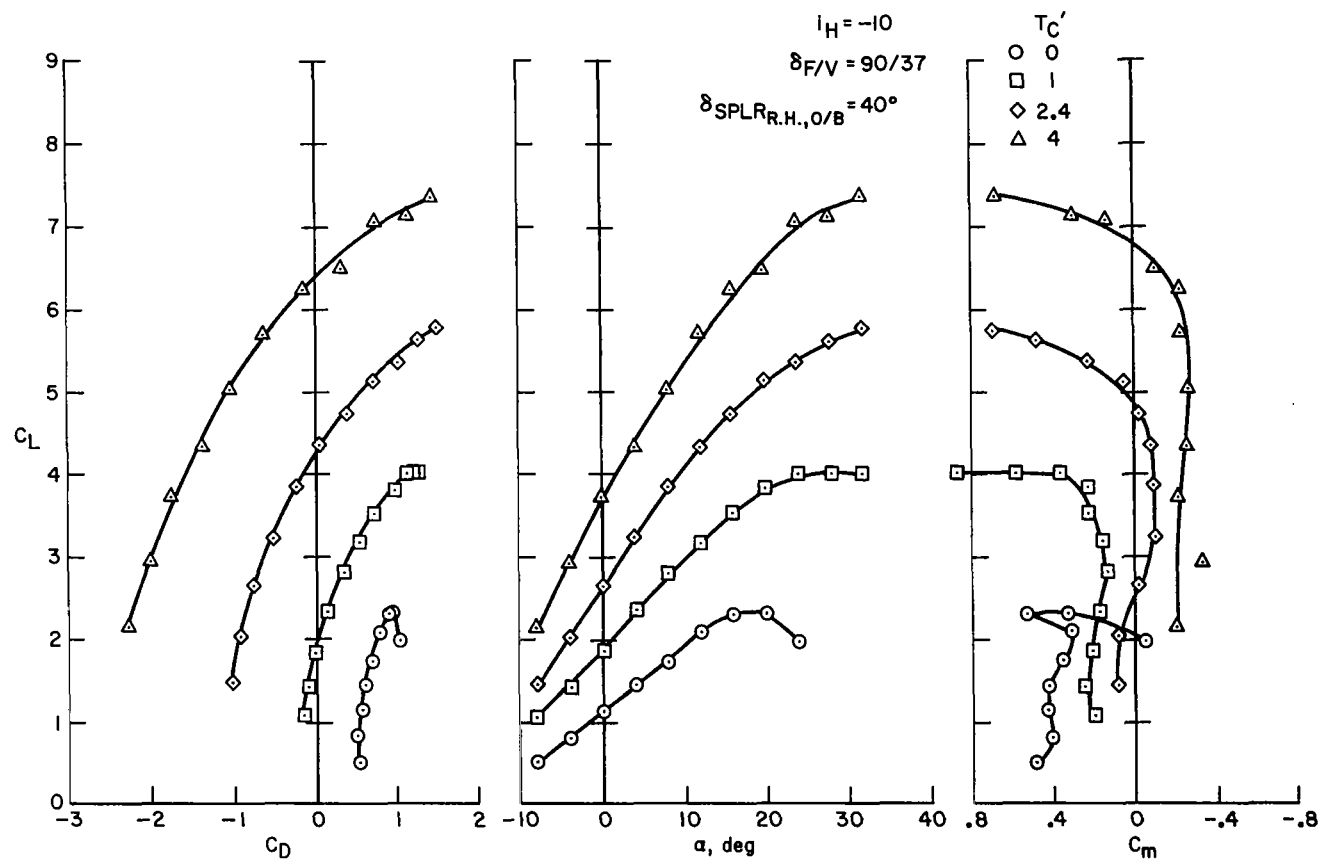 i_H = -10
δ_F/V = 90/37
δ_SPLR_R.H.,O/B = 40°
T_C'
0
1
2.4
4
9
8
7
6
5
4
3
2
1
0
C_L
-3 -2 -1 0 1 2
C_D
-10 0 10 20 30 40
α, deg
.8 .4 0 -.4 -.8
C_m